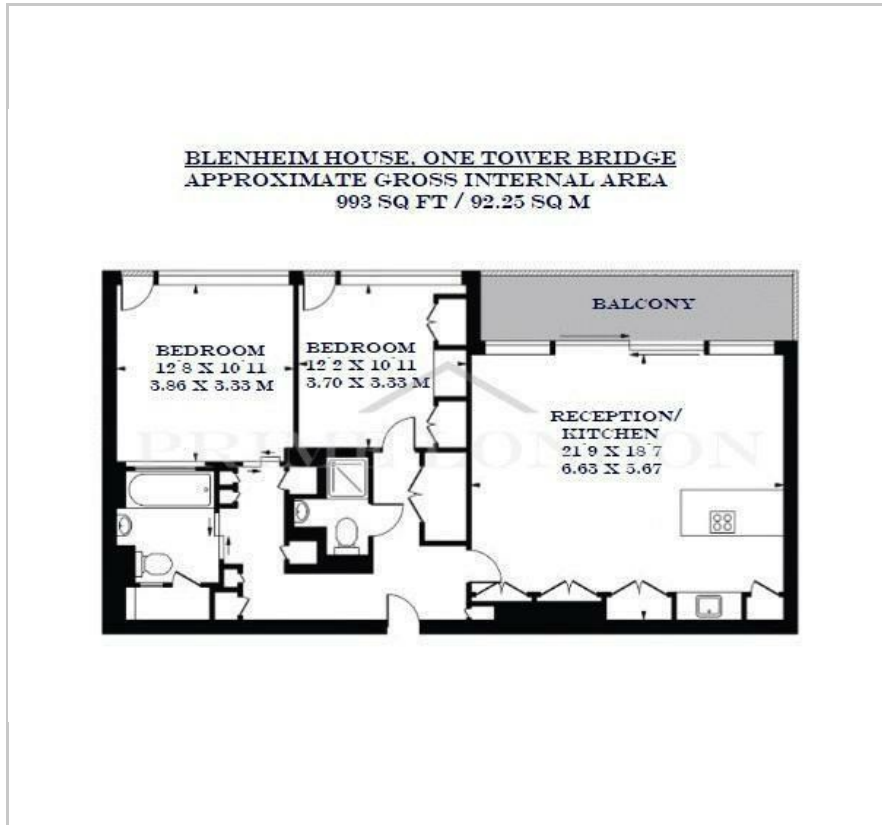 BLENHEIM HOUSE, ONE TOWER BRIDGE
APPROXIMATE GROSS INTERNAL AREA
993 SQ FT / 92.25 SQ M
BALCONY
BEDROOM
12'8 X 10'11
3.86 X 3.33 M
BEDROOM
12'2 X 10'11
3.70 X 3.33 M
RECEPTION/
KITCHEN
21'9 X 18'7
6.63 X 5.67
PRIME LONDON